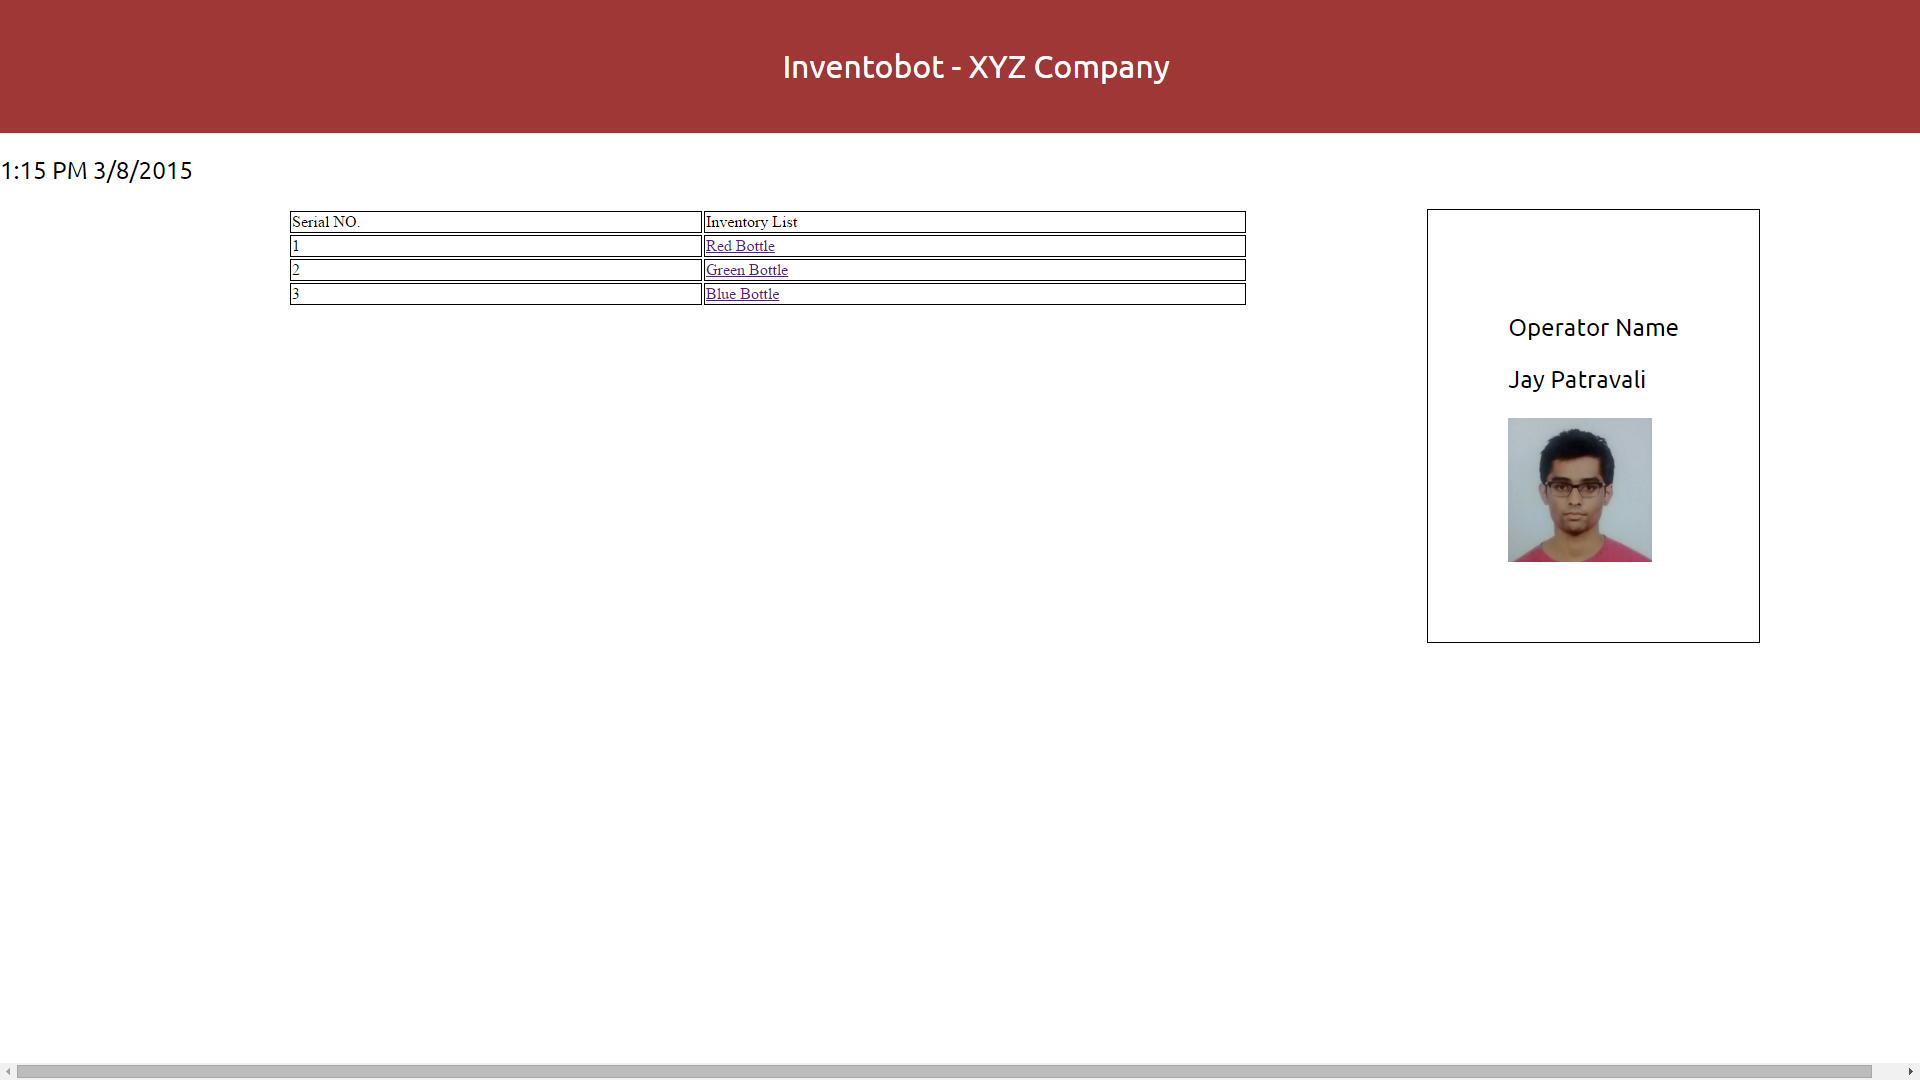 Inventobot - XYZ Company
1:15 PM 3/8/2015
Serial NO. Inventory List
1 Red Bottle
2 Green Bottle
3 Blue Bottle
Operator Name
Jay Patravali